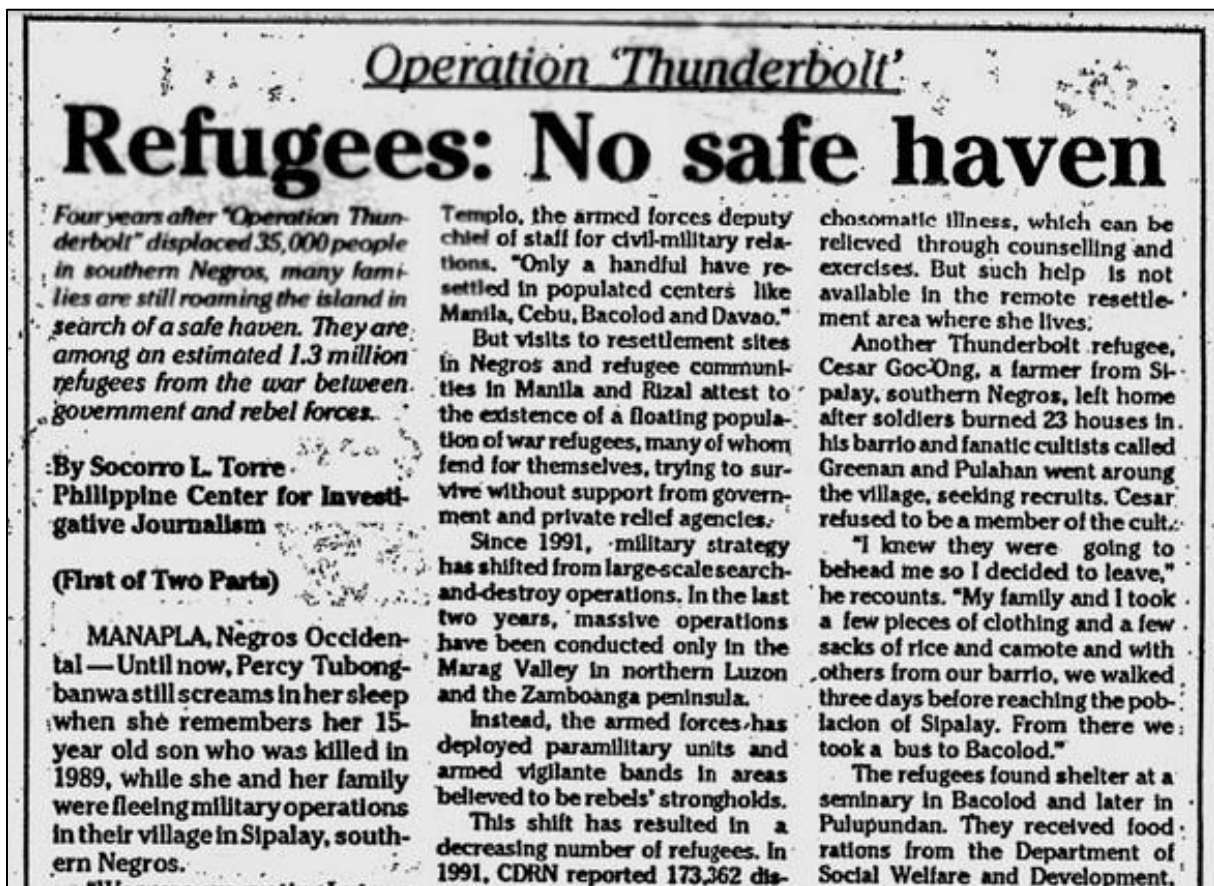 Operation 'Thunderbolt'
Refugees: No safe haven
Four years after "Operation Thun-
derbolt" displaced 35,000 people
in southern Negros, many fami-
lies are still roaming the island in
search of a safe haven. They are
among an estimated 1.3 million
refugees from the war between
government and rebel forces.
By Socorro L. Torre
Philippine Center for Investi-
gative Journalism
(First of Two Parts)
MANAPLA, Negros Occiden-
tal — Until now, Percy Tubong-
banwa still screams in her sleep
when she remembers her 15-
year old son who was killed in
1989, while she and her family
were fleeing military operations
in their village in Sipalay, south-
ern Negros.
Templo, the armed forces deputy
chief of staff for civil-military rela-
tions. "Only a handful have re-
settled in populated centers like
Manila, Cebu, Bacolod and Davao."
But visits to resettlement sites
in Negros and refugee communi-
ties in Manila and Rizal attest to
the existence of a floating popula-
tion of war refugees, many of whom
fend for themselves, trying to sur-
vive without support from govern-
ment and private relief agencies.
Since 1991, military strategy
has shifted from large-scale search-
and-destroy operations. In the last
two years, massive operations
have been conducted only in the
Marag Valley in northern Luzon
and the Zamboanga peninsula.
Instead, the armed forces has
deployed paramilitary units and
armed vigilante bands in areas
believed to be rebels' strongholds.
This shift has resulted in a
decreasing number of refugees. In
1991, CDRN reported 173,362 dis-
chosomatic illness, which can be
relieved through counselling and
exercises. But such help is not
available in the remote resettle-
ment area where she lives.
Another Thunderbolt refugee,
Cesar Goc-Ong, a farmer from Si-
palay, southern Negros, left home
after soldiers burned 23 houses in
his barrio and fanatic cultists called
Greenan and Pulahan went aroung
the village, seeking recruits. Cesar
refused to be a member of the cult.
"I knew they were going to
behead me so I decided to leave,"
he recounts. "My family and I took
a few pieces of clothing and a few
sacks of rice and camote and with
others from our barrio, we walked
three days before reaching the pob-
lacion of Sipalay. From there we
took a bus to Bacolod."
The refugees found shelter at a
seminary in Bacolod and later in
Pulupundan. They received food
rations from the Department of
Social Welfare and Development,